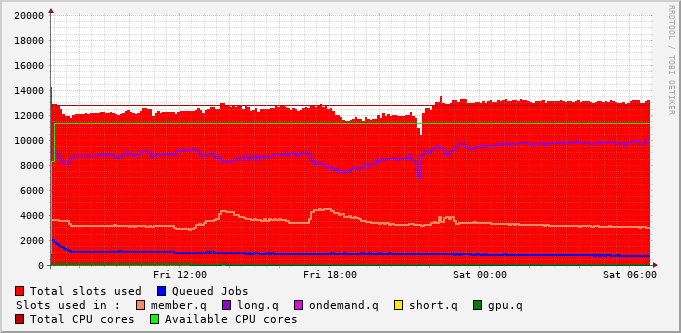 RRDTOOL / TOBI OETIKER
20000
18000
16000
14000
12000
10000
8000
6000
4000
2000
0
Fri 12:00 Fri 18:00 Sat 00:00 Sat 06:00
Total slots used Queued Jobs
Slots used in : member.q long.q ondemand.q short.q gpu.q
Total CPU cores Available CPU cores